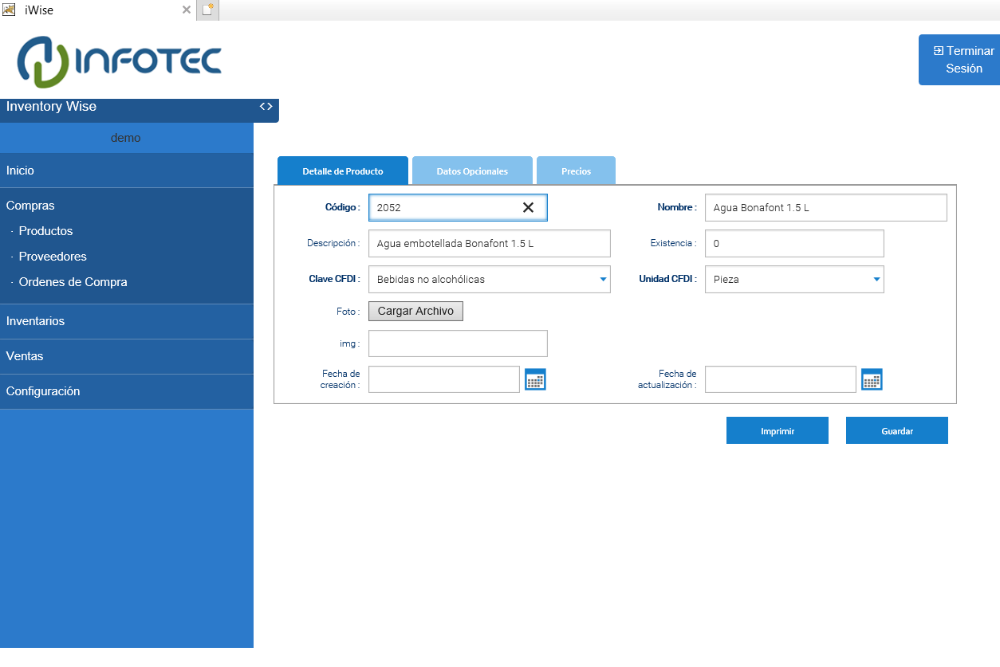 iWise
INFOTEC
Terminar
Sesión
Inventory Wise
demo
Inicio
Compras
· Productos
· Proveedores
· Ordenes de Compra
Inventarios
Ventas
Configuración
Detalle de Producto
Datos Opcionales
Precios
Código : 2052
Nombre : Agua Bonafont 1.5 L
Descripción : Agua embotellada Bonafont 1.5 L
Existencia : 0
Clave CFDI : Bebidas no alcohólicas
Unidad CFDI : Pieza
Foto : Cargar Archivo
img :
Fecha de
creación :
Fecha de
actualización :
Imprimir
Guardar